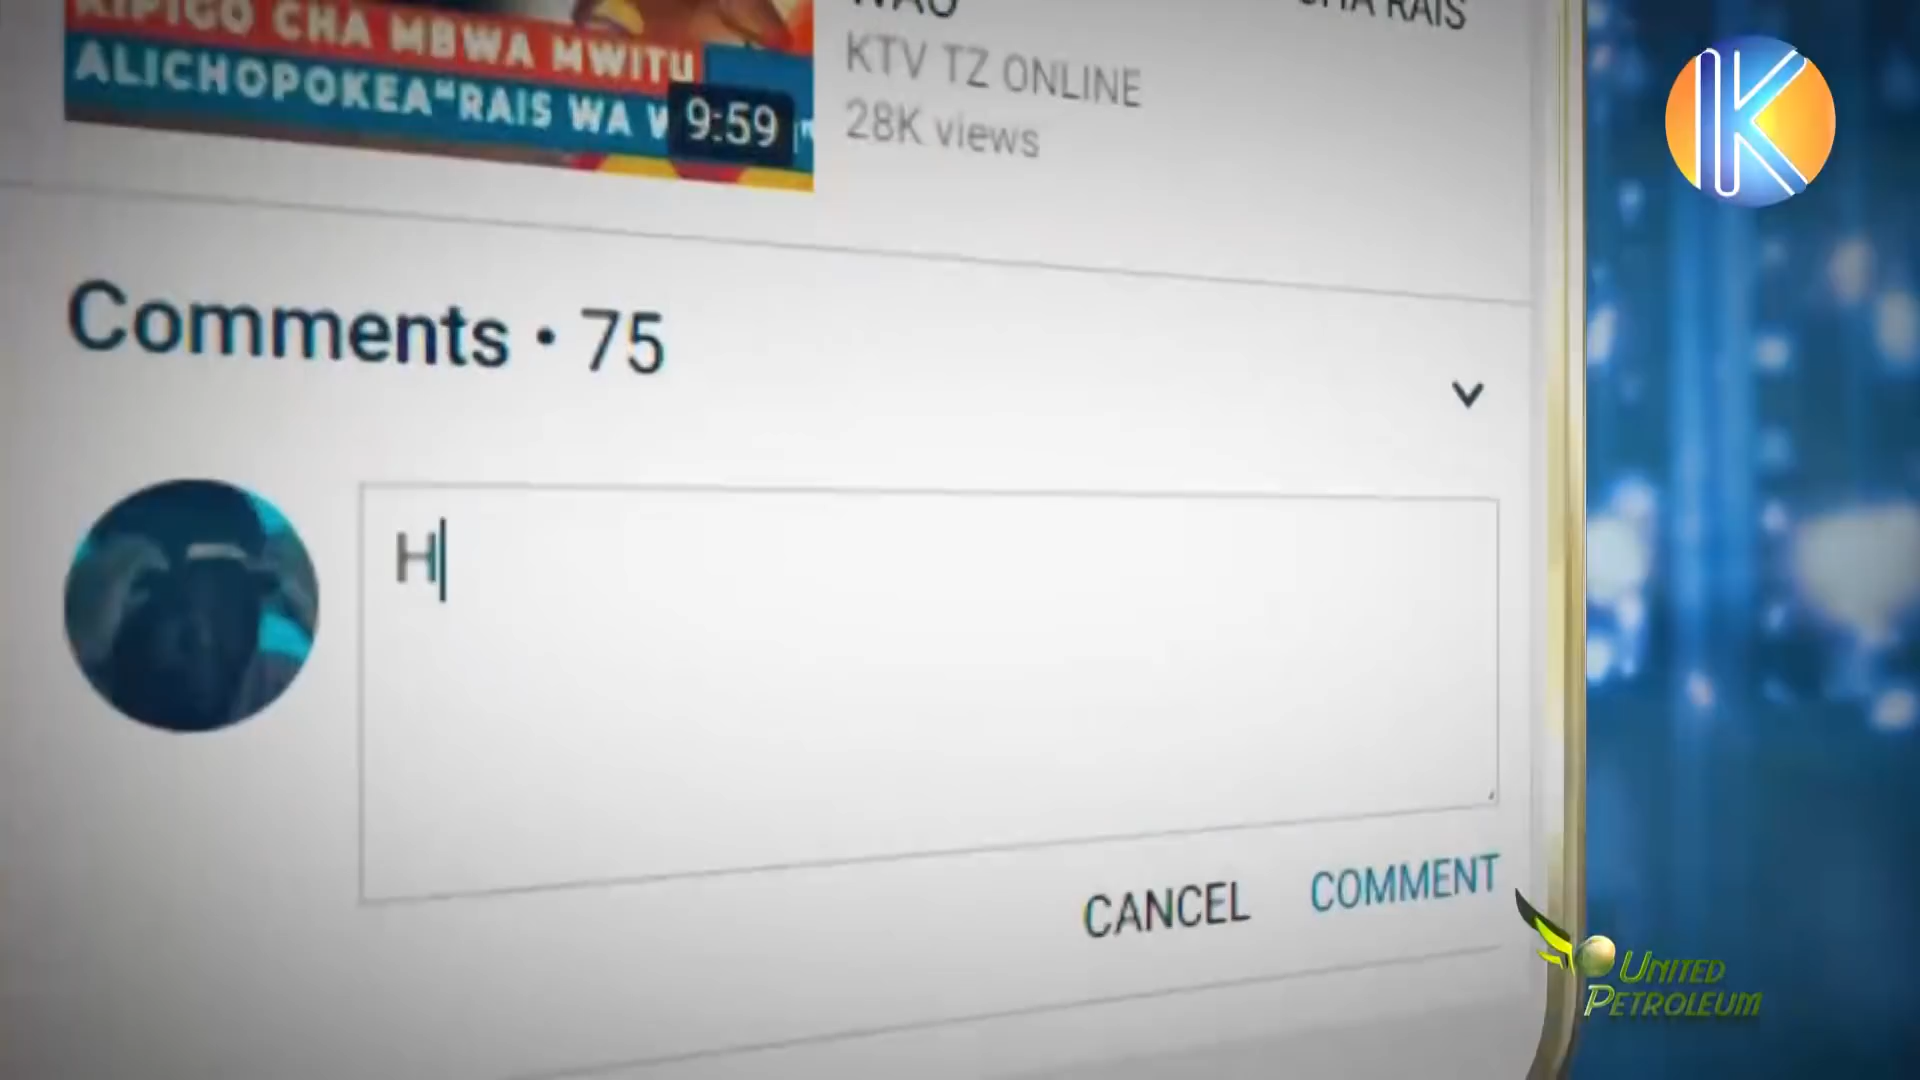 KIPIGO CHA MBWA MWITU
ALICHOPOKEA"RAIS WA
9:59
RAIS
KTV TZ ONLINE
28K views
K
Comments • 75
H
CANCEL
COMMENT
UNITED
PETROLEUM